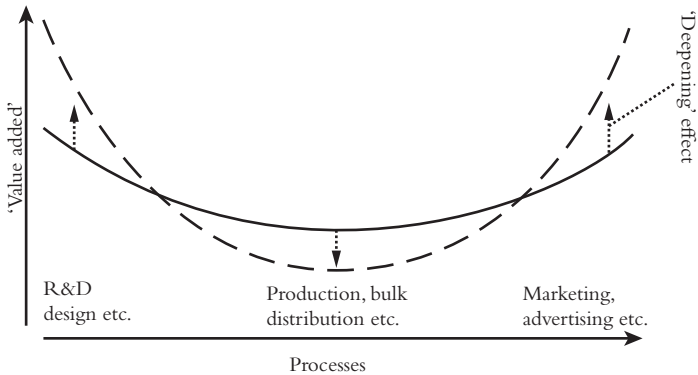 ‘Value added’
‘Deepening’ effect
R&D
design etc.
Production, bulk
distribution etc.
Marketing,
advertising etc.
Processes